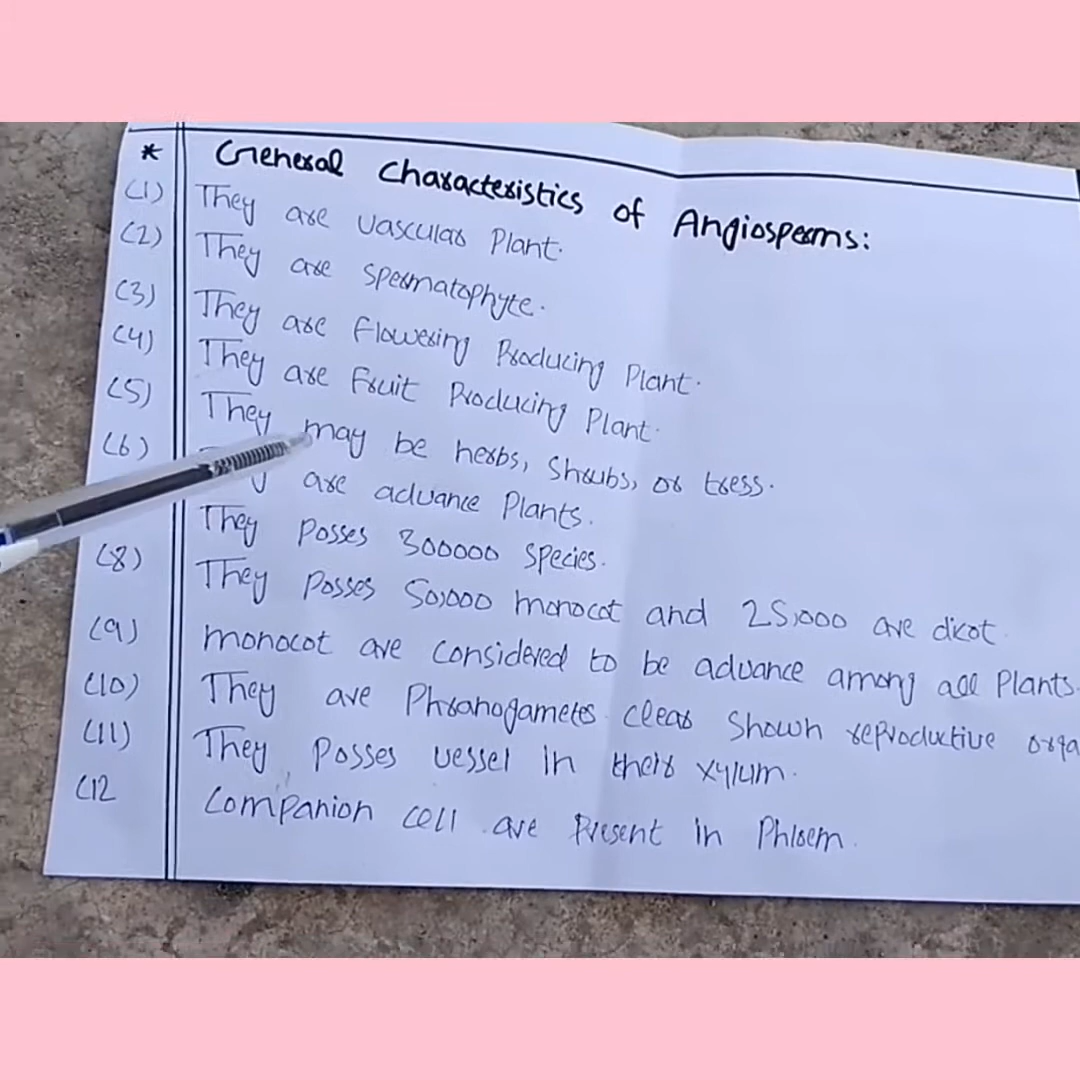 * General Characteristics of Angiosperms:
(1) They are vascular Plant.
(2) They are Spermatophyte.
(3) They are Flowering Producing Plant.
(4) They are Fruit Producing Plant.
(5) They may be herbs, Shrubs, or tress.
(6) are advance Plants.
They Posses 300000 Species.
(8) They Posses 50,000 monocot and 25,000 are dicot.
(9) monocot are considered to be advance among all Plants.
(10) They are Phranogametes clear Shown reproductive orga
(11) They Posses vessel in their xylum.
(12 Companion cell are Present in Phloem.